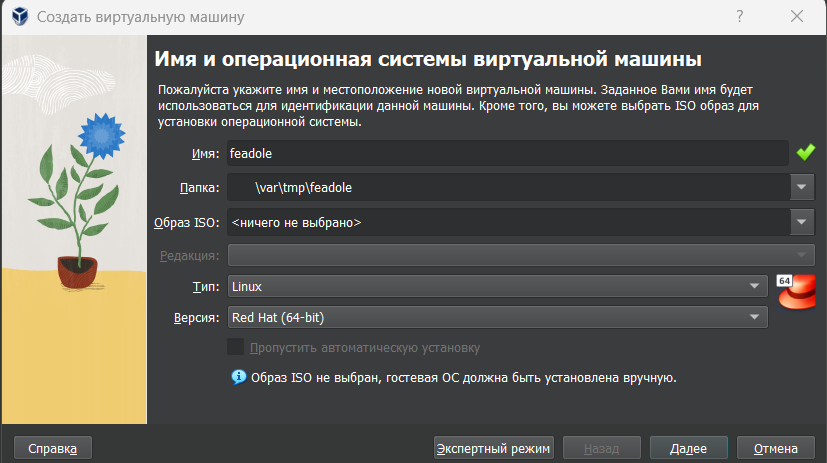 Создать виртуальную машину
?
Имя и операционная системы виртуальной машины
Пожалуйста укажите имя и местоположение новой виртуальной машины. Заданное Вами имя будет
использоваться для идентификации данной машины. Кроме того, вы можете выбрать ISO образ для
установки операционной системы.
Имя: feadole
Папка: \var\tmp\feadole
Образ ISO: <ничего не выбрано>
Редакция:
Тип: Linux
64
Версия: Red Hat (64-bit)
Пропустить автоматическую установку
Образ ISO не выбран, гостевая ОС должна быть установлена вручную.
Справка Экспертный режим Назад Далее Отмена